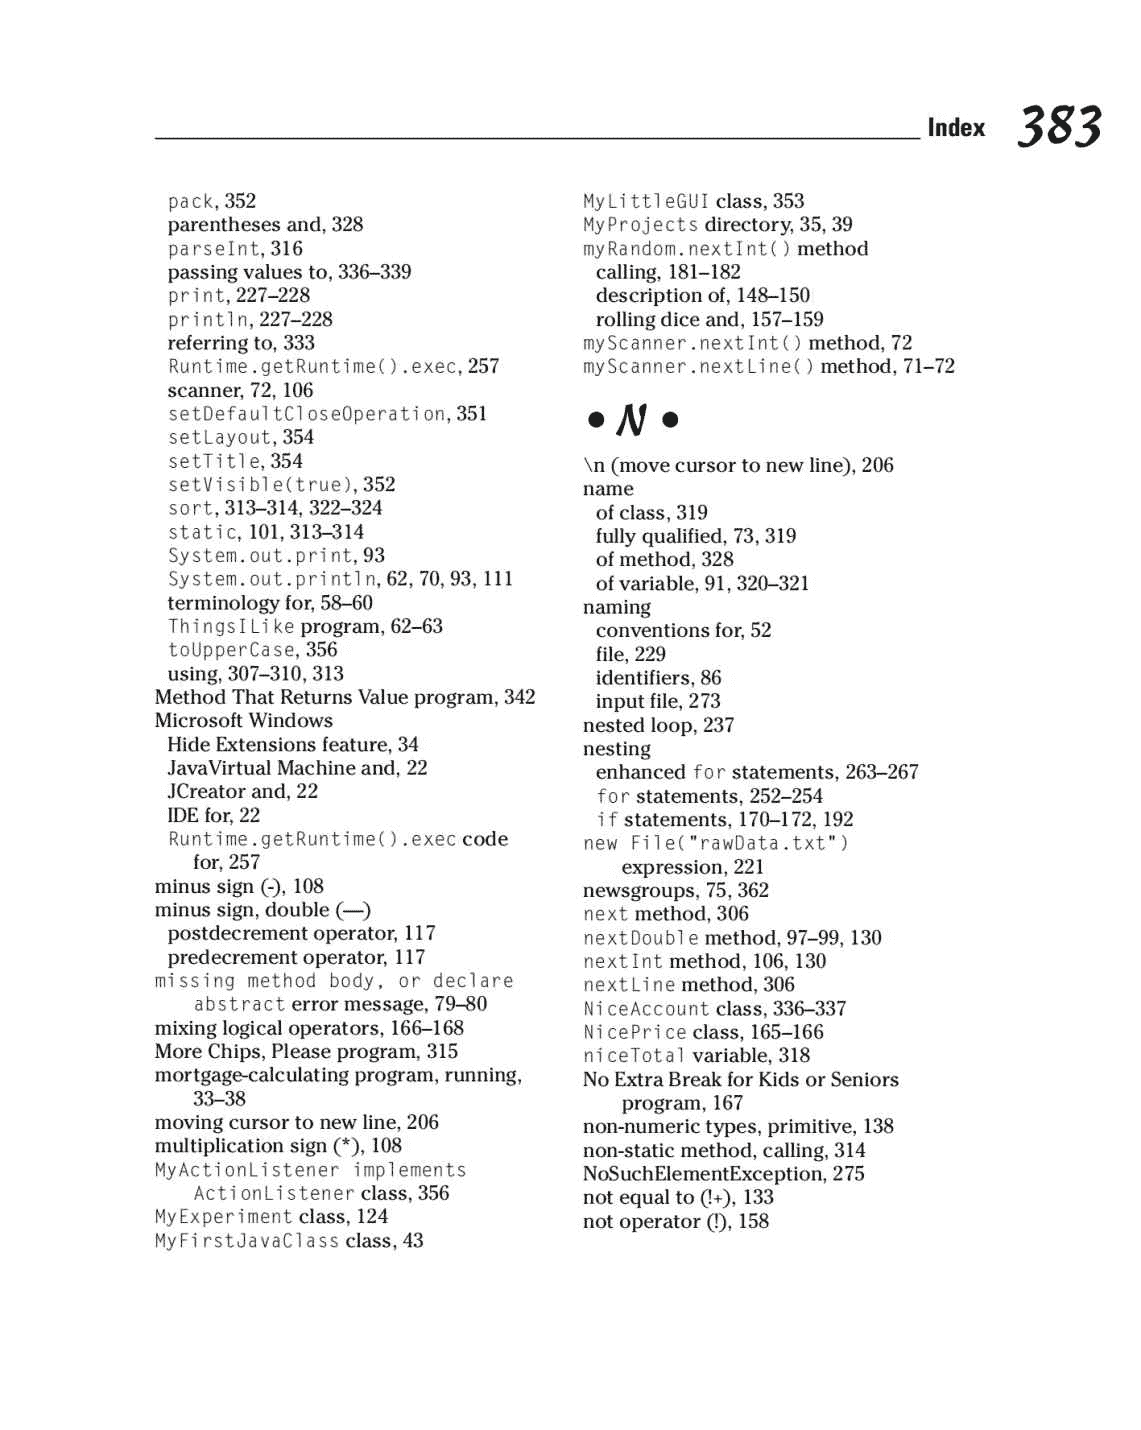 Index 383
pack, 352
parentheses and, 328
parseInt, 316
passing values to, 336–339
print, 227–228
println, 227–228
referring to, 333
Runtime.getRuntime().exec, 257
scanner, 72, 106
setDefaultCloseOperation, 351
setLayout, 354
setTitle, 354
setVisible(true), 352
sort, 313–314, 322–324
static, 101, 313–314
System.out.print, 93
System.out.println, 62, 70, 93, 111
terminology for, 58–60
ThingsILike program, 62–63
toUpperCase, 356
using, 307–310, 313
Method That Returns Value program, 342
Microsoft Windows
Hide Extensions feature, 34
JavaVirtual Machine and, 22
JCreator and, 22
IDE for, 22
Runtime.getRuntime().exec code
for, 257
minus sign (-), 108
minus sign, double (—)
postdecrement operator, 117
predecrement operator, 117
missing method body, or declare
abstract error message, 79–80
mixing logical operators, 166–168
More Chips, Please program, 315
mortgage-calculating program, running,
33–38
moving cursor to new line, 206
multiplication sign (*), 108
MyActionListener implements
ActionListener class, 356
MyExperiment class, 124
MyFirstJavaClass class, 43
MyLittleGUI class, 353
MyProjects directory, 35, 39
myRandom.nextInt() method
calling, 181–182
description of, 148–150
rolling dice and, 157–159
myScanner.nextInt() method, 72
myScanner.nextLine() method, 71–72
• N •
\n (move cursor to new line), 206
name
of class, 319
fully qualified, 73, 319
of method, 328
of variable, 91, 320–321
naming
conventions for, 52
file, 229
identifiers, 86
input file, 273
nested loop, 237
nesting
enhanced for statements, 263–267
for statements, 252–254
if statements, 170–172, 192
new File("rawData.txt")
expression, 221
newsgroups, 75, 362
next method, 306
nextDouble method, 97–99, 130
nextInt method, 106, 130
nextLine method, 306
NiceAccount class, 336–337
NicePrice class, 165–166
niceTotal variable, 318
No Extra Break for Kids or Seniors
program, 167
non-numeric types, primitive, 138
non-static method, calling, 314
NoSuchElementException, 275
not equal to (!+), 133
not operator (!), 158